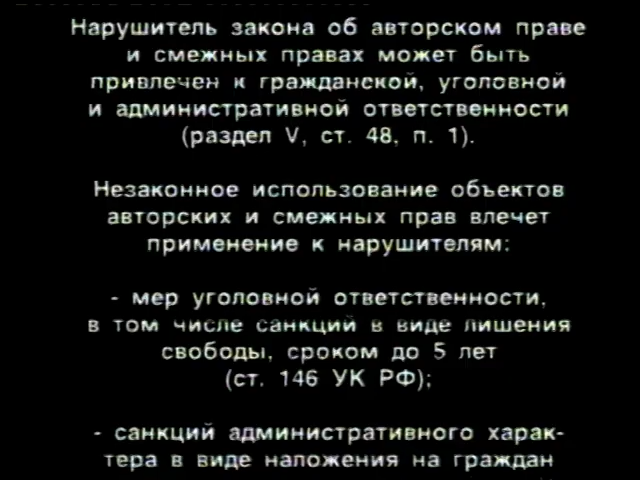 Нарушитель закона об авторском праве
и смежных правах может быть
привлечен к гражданской, уголовной
и административной ответственности
(раздел V, ст. 48, п. 1).
Незаконное использование объектов
авторских и смежных прав влечет
применение к нарушителям:
- мер уголовной ответственности,
в том числе санкций в виде лишения
свободы, сроком до 5 лет
(ст. 146 УК РФ);
- санкций административного харак-
тера в виде наложения на граждан